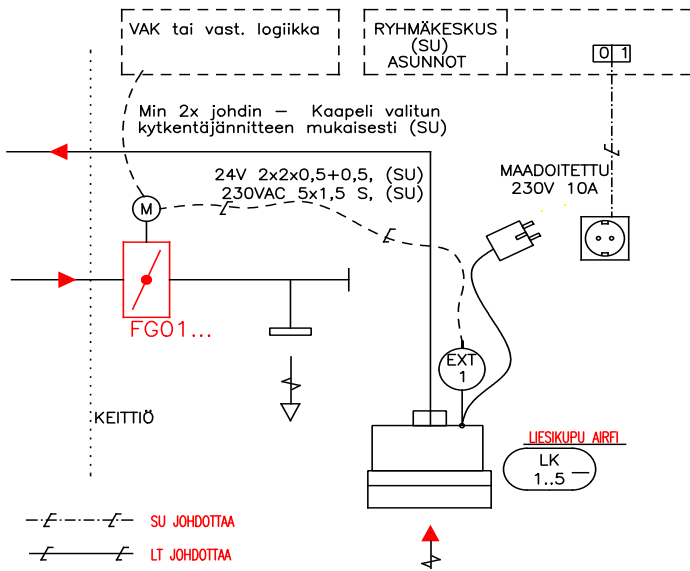 VAK tai vast. logiikka
RYHMÄKESKUS
(SU)
ASUNNOT
0 1
Min 2x johdin – Kaapeli valitun
kytkentäjännitteen mukaisesti (SU)
24V 2x2x0,5+0,5, (SU)
230VAC 5x1,5 S, (SU)
MAADOITETTU
230V 10A
M
FG01...
EXT
1
KEITTIÖ
LIESIKUPU AIRFI
LK
1..5
SU JOHDOTTAA
LT JOHDOTTAA